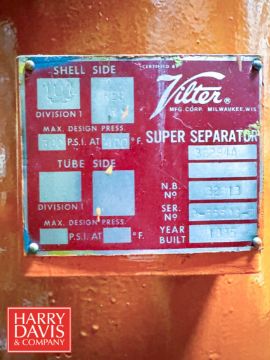 SHELL SIDE
CERTIFIED BY
Vilter®
MFG. CORP. MILWAUKEE, WIS.
DIVISION 1
MAX. DESIGN PRESS.
P.S.I. AT 400 °F.
SUPER SEPARATOR
TUBE SIDE
DIVISION 1
N.B. NO
MAX. DESIGN PRESS.
SER. NO
P.S.I. AT °F.
YEAR BUILT
HARRY
DAVIS
& COMPANY